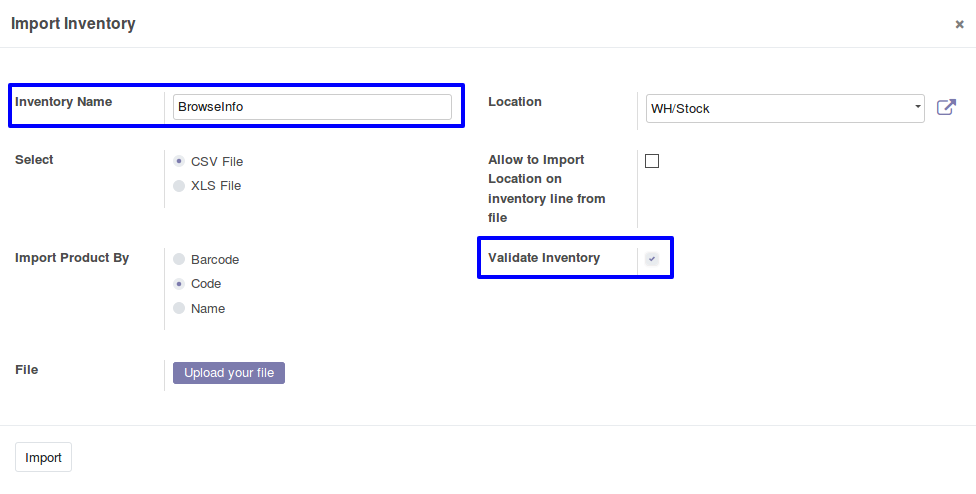 Import Inventory
×
Inventory Name
BrowseInfo
Location
WH/Stock
Select
CSV File
XLS File
Allow to Import
Location on
inventory line from
file
Import Product By
Barcode
Code
Name
Validate Inventory
File
Upload your file
Import